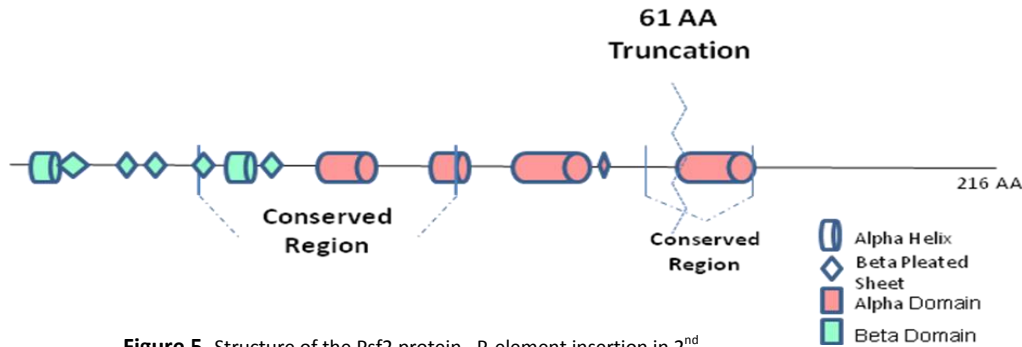 61 AA
Truncation
216 AA
Conserved
Region
Conserved
Region
Alpha Helix
Beta Pleated
Sheet
Alpha Domain
Beta Domain
Figure 5. Structure of the Psf2 protein. P-element insertion in 2nd